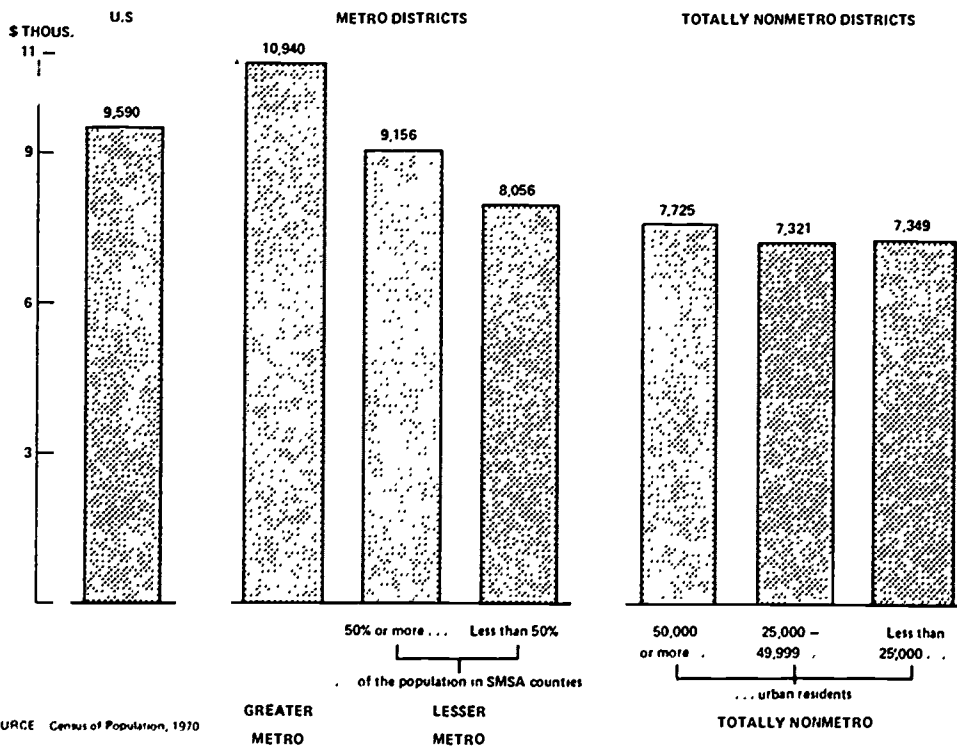 U.S
METRO DISTRICTS
TOTALLY NONMETRO DISTRICTS
$ THOUS.
11
9
6
3
9,590
10,940
9,156
8,056
7,725
7,321
7,349
50% or more . . .
Less than 50%
. of the population in SMSA counties
50,000
or more .
25,000 –
49,999 .
Less than
25,000 . .
. . . urban residents
GREATER
METRO
LESSER
METRO
TOTALLY NONMETRO
URCE Census of Population, 1970